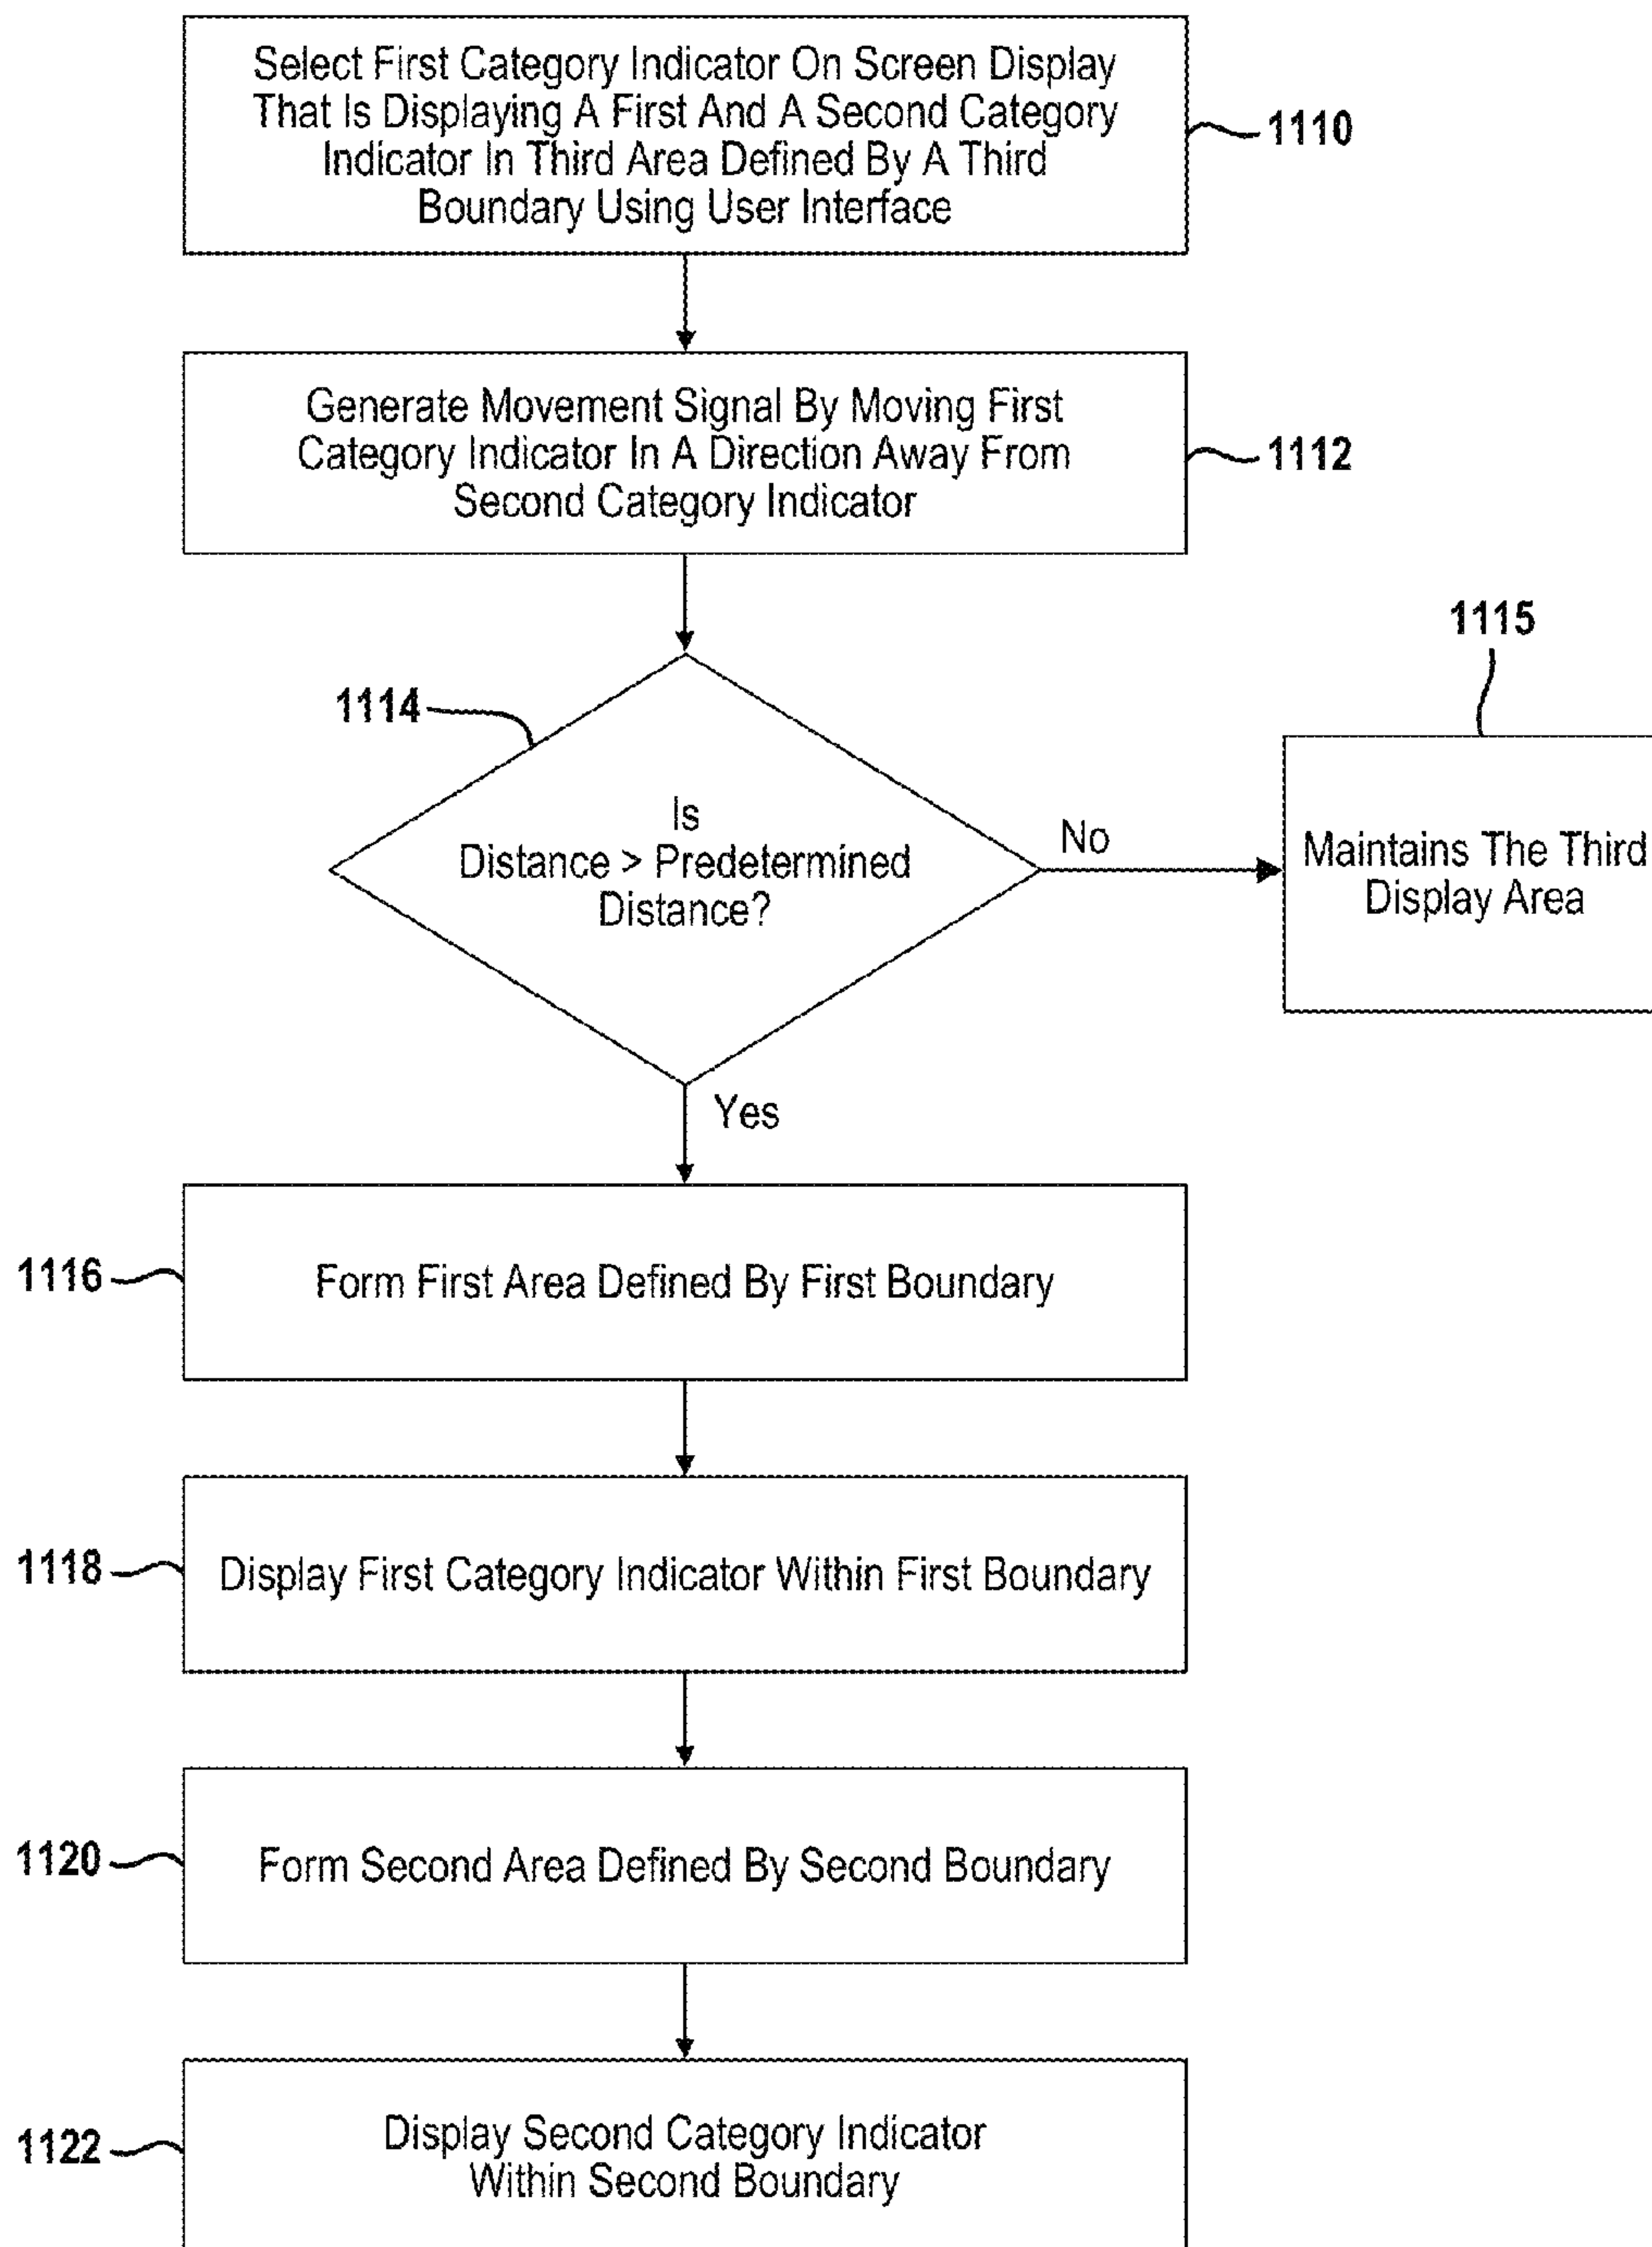 Select First Category Indicator On Screen Display
That Is Displaying A First And A Second Category
Indicator In Third Area Defined By A Third
Boundary Using User Interface
1110
Generate Movement Signal By Moving First
Category Indicator In A Direction Away From
Second Category Indicator
1112
1114
Is
Distance > Predetermined
Distance?
No
1115
Maintains The Third
Display Area
Yes
1116
Form First Area Defined By First Boundary
1118
Display First Category Indicator Within First Boundary
1120
Form Second Area Defined By Second Boundary
1122
Display Second Category Indicator
Within Second Boundary